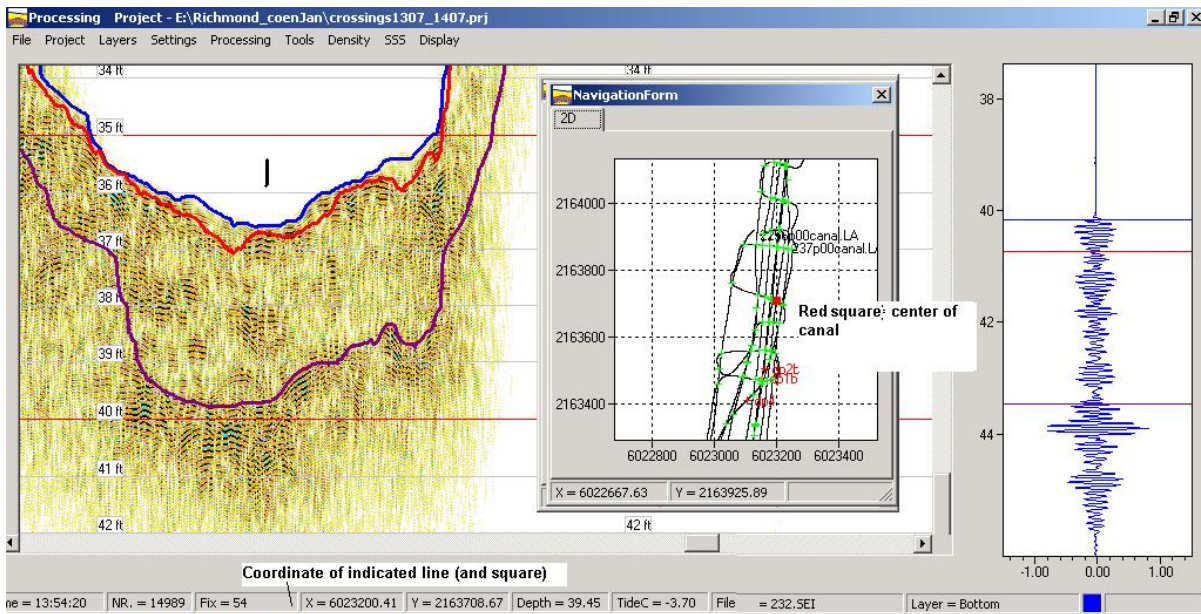 Processing Project - E:\Richmond_coenJan\crossings1307_1407.prj
File Project Layers Settings Processing Tools Density SSS Display
34 ft
34 ft
35 ft
36 ft
37 ft
38 ft
39 ft
40 ft
41 ft
42 ft
42 ft
NavigationForm
2D
2164000
2163800
2163600
2163400
6022800 6023000 6023200 6023400
237p00canal.LA
Red square: center of
canal
X = 6022667.63 Y = 2163925.89
38
40
42
44
-1.00 0.00 1.00
Coordinate of indicated line (and square)
me = 13:54:20 NR. = 14989 Fix = 54 X = 6023200.41 Y = 2163708.67 Depth = 39.45 TideC = -3.70 File = 232.SEI Layer = Bottom